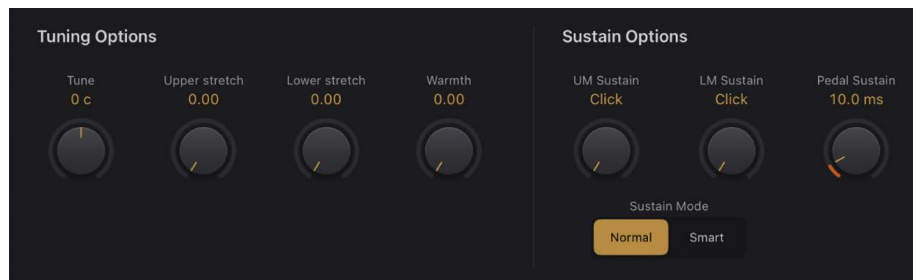 Tuning Options
Tune
0 c
Upper stretch
0.00
Lower stretch
0.00
Warmth
0.00
Sustain Options
UM Sustain
Click
LM Sustain
Click
Pedal Sustain
10.0 ms
Sustain Mode
Normal
Smart